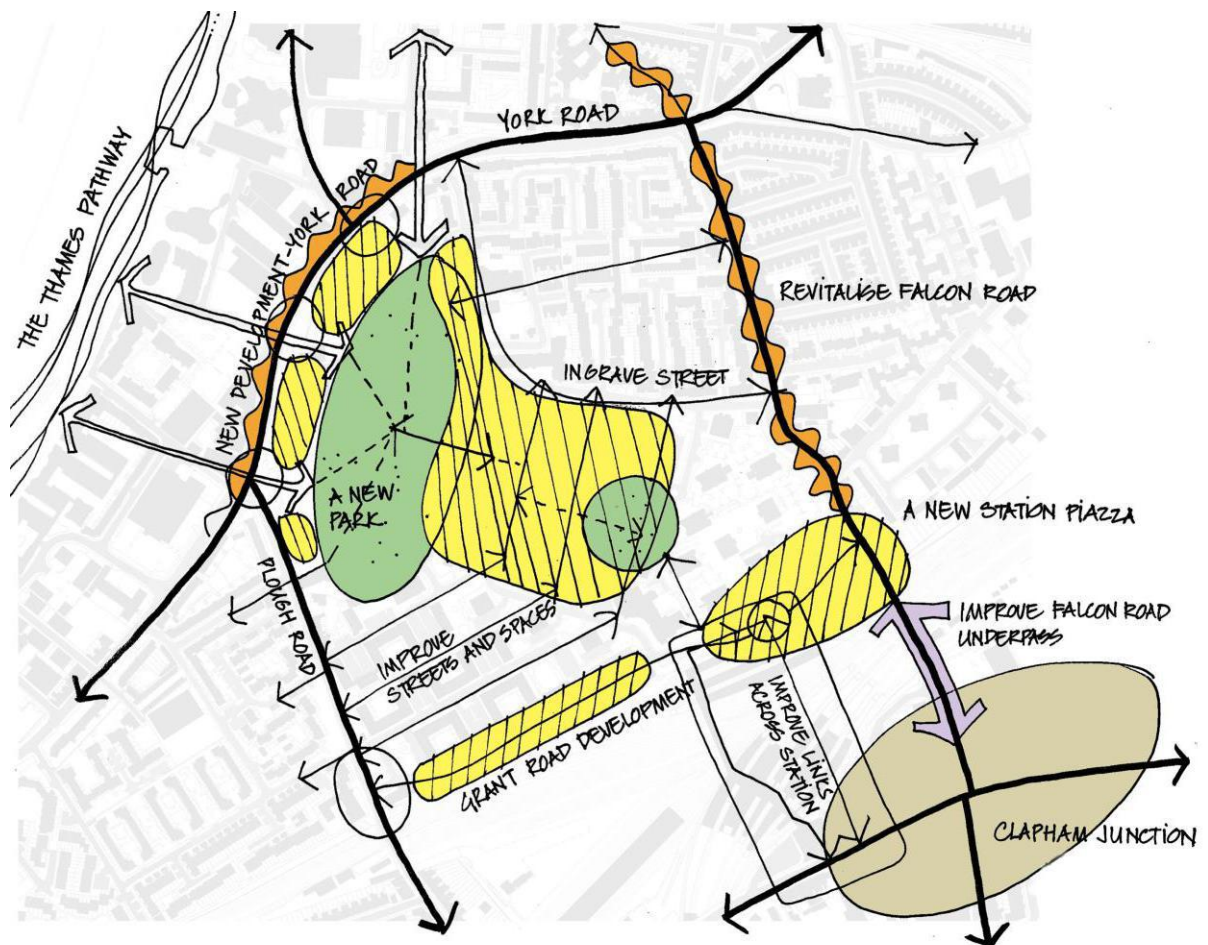 YORK ROAD
THE THAMES PATHWAY
NEW DEVELOPMENT-YORK ROAD
REVITALISE FALCON ROAD
INGRAVE STREET
A NEW
PARK.
A NEW STATION PIAZZA
PLOUGH ROAD
IMPROVE
STREETS AND SPACES
IMPROVE FALCON ROAD
UNDERPASS
GRANT ROAD DEVELOPMENT
IMPROVE LINKS
ACROSS STATION
CLAPHAM JUNCTION